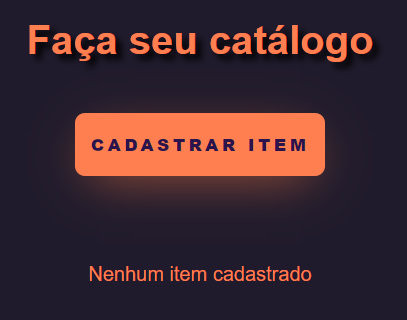 Faça seu catálogo
CADASTRAR ITEM
Nenhum item cadastrado